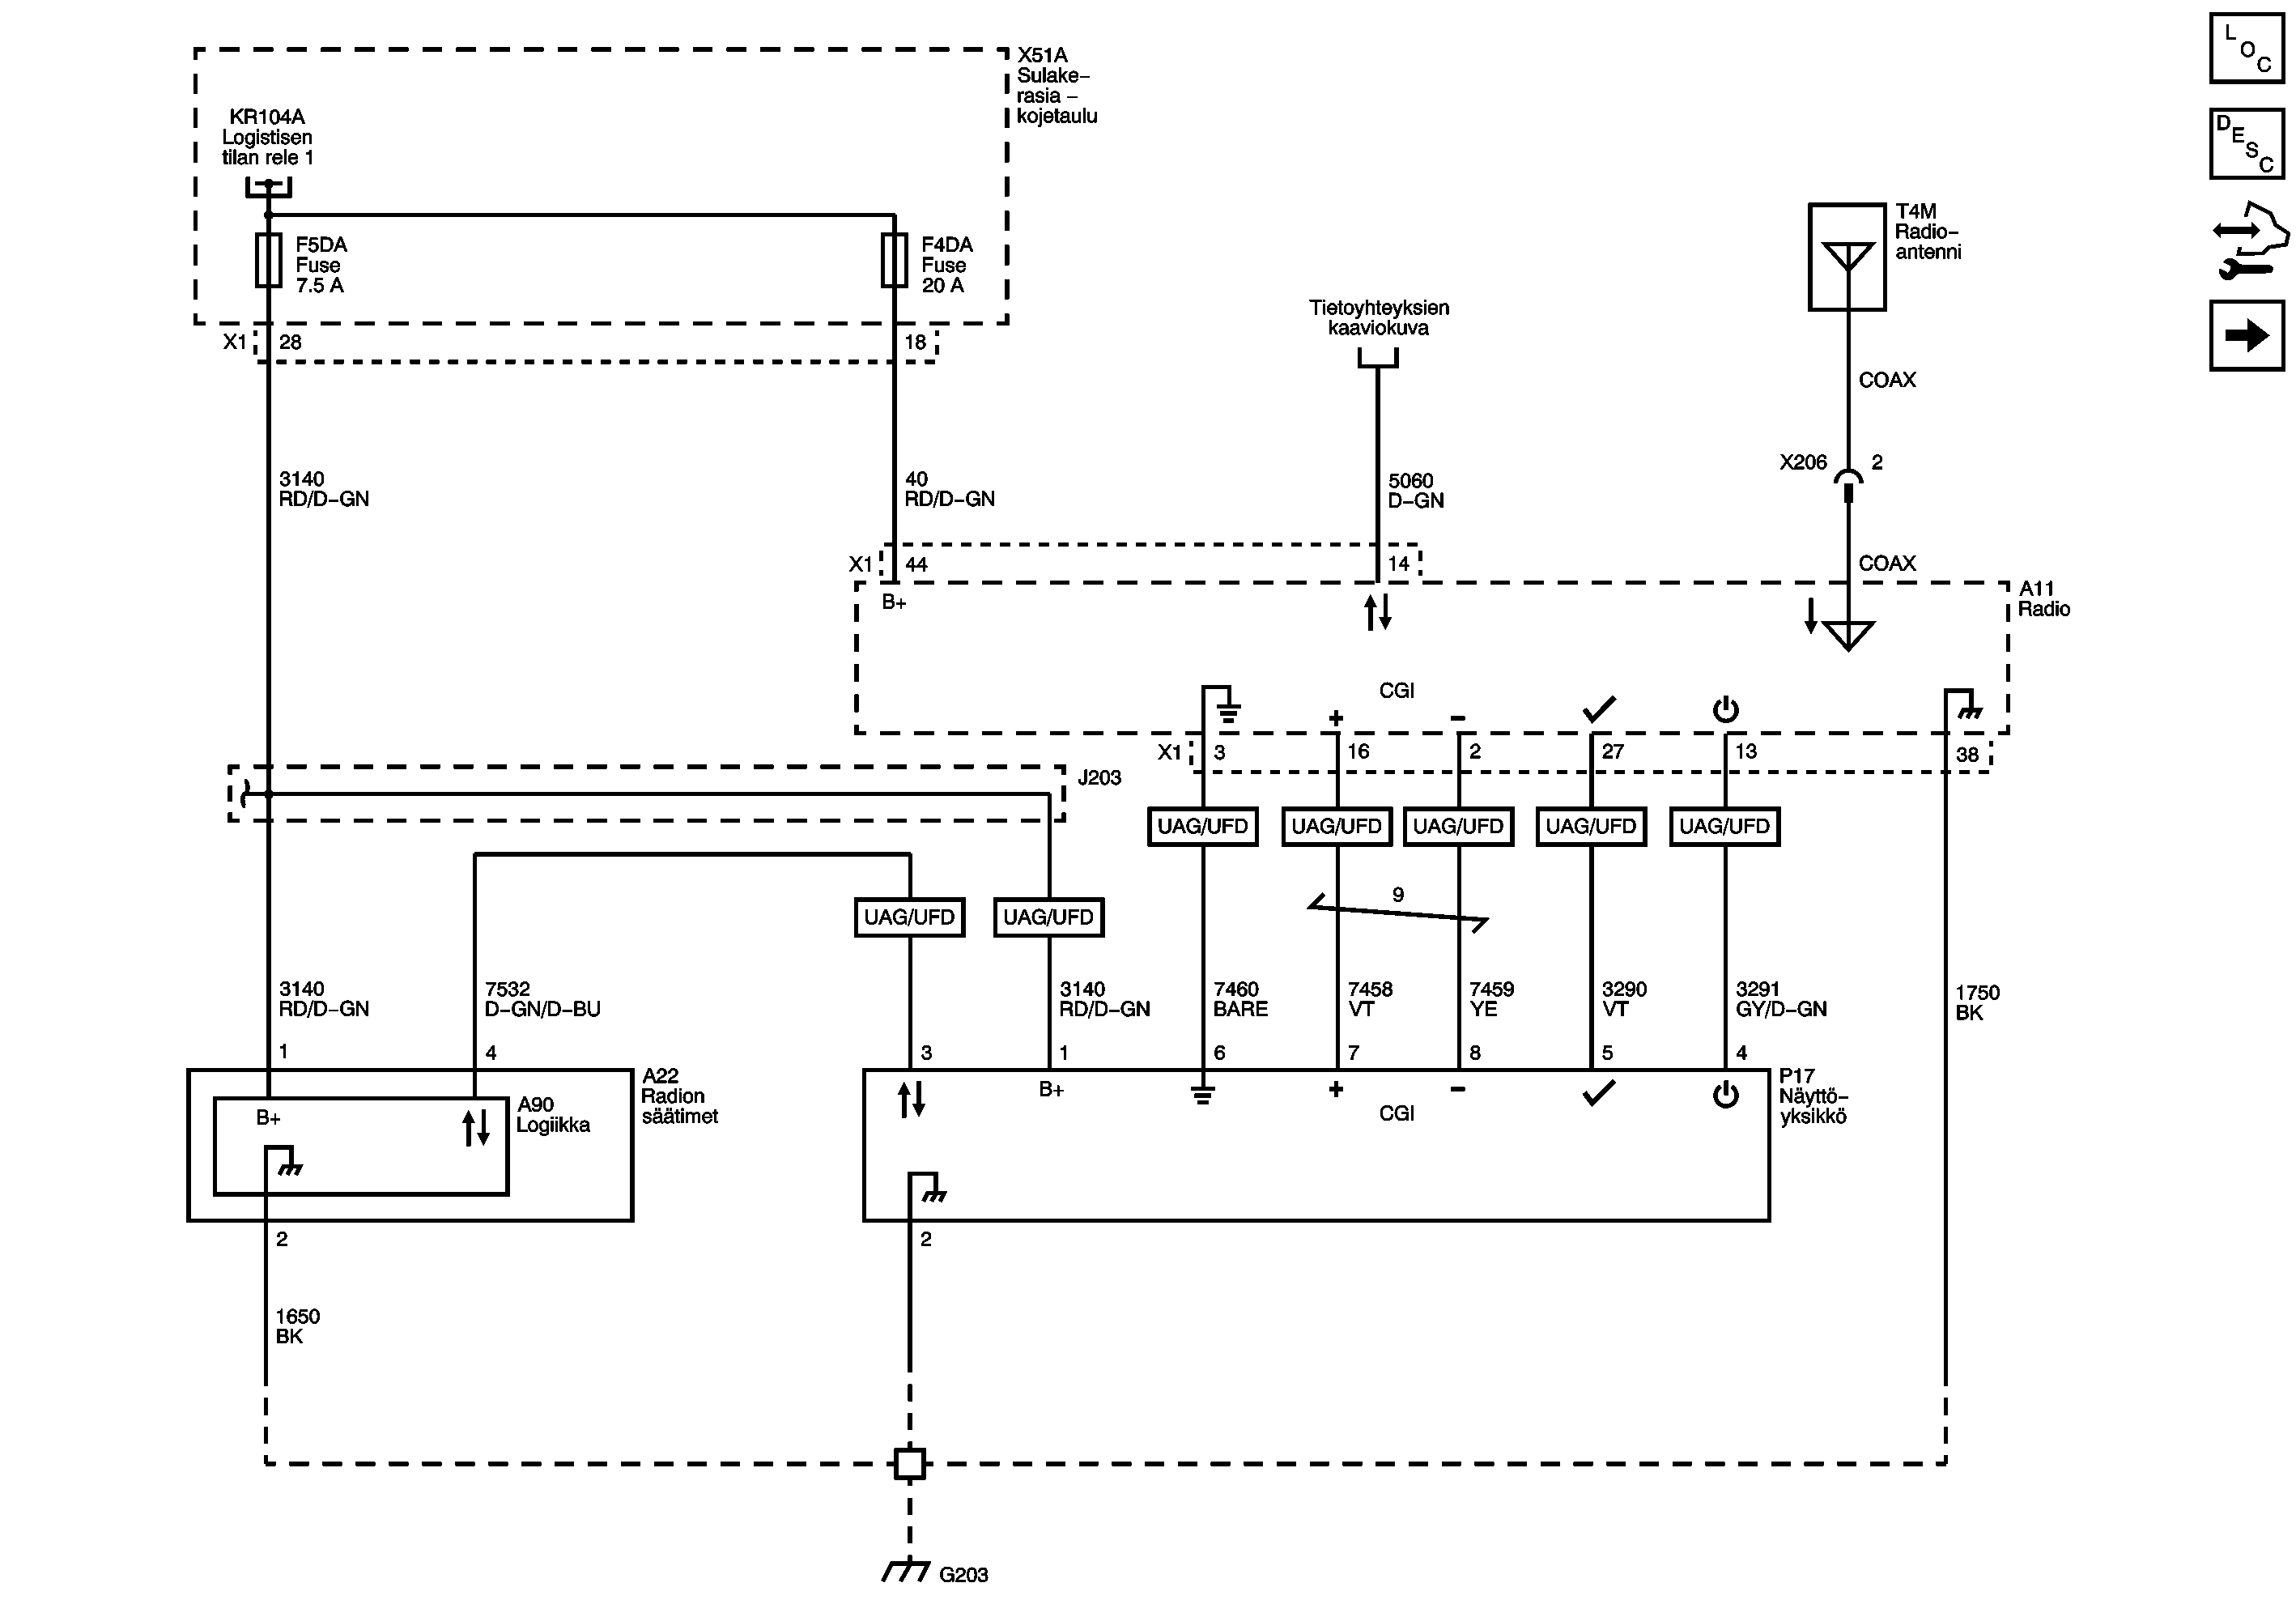 L
O
C
D
E
S
C
X51A
Sulake–
rasia –
kojetaulu
KR104A
Logistisen
tilan rele 1
F5DA
Fuse
7.5 A
F4DA
Fuse
20 A
X1
28
18
Tietoyhteyksien
kaaviokuva
T4M
Radio–
antenni
COAX
X206
2
3140
RD/D–GN
40
RD/D–GN
5060
D–GN
X1
44
14
COAX
A11
Radio
B+
CGI
+
–
X1
3
16
2
27
13
38
J203
UAG/UFD
UAG/UFD
UAG/UFD
UAG/UFD
UAG/UFD
9
UAG/UFD
UAG/UFD
3140
RD/D–GN
7532
D–GN/D–BU
3140
RD/D–GN
7460
BARE
7458
VT
7459
YE
3290
VT
3291
GY/D–GN
1750
BK
1
4
3
1
6
7
8
5
4
A22
Radion
säätimet
A90
Logiikka
B+
B+
+
–
CGI
P17
Näyttö–
yksikkö
2
2
1650
BK
G203